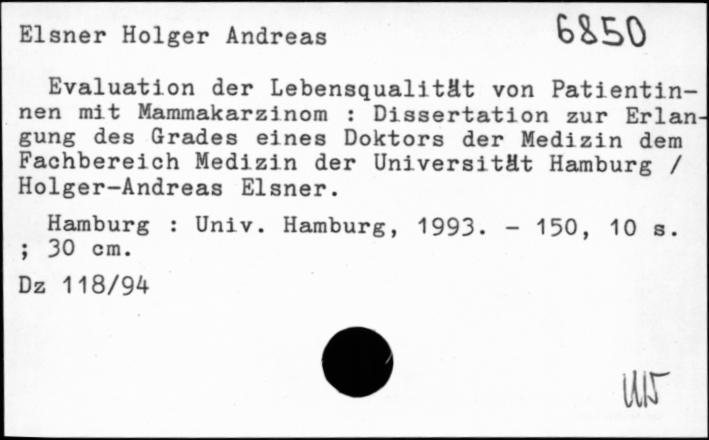 Elsner Holger Andreas 6850
Evaluation der Lebensqualität von Patientin-
nen mit Mammakarzinom : Dissertation zur Erlan-
gung des Grades eines Doktors der Medizin dem
Fachbereich Medizin der Universität Hamburg /
Holger-Andreas Elsner.
Hamburg : Univ. Hamburg, 1993. - 150, 10 s.
; 30 cm.
Dz 118/94